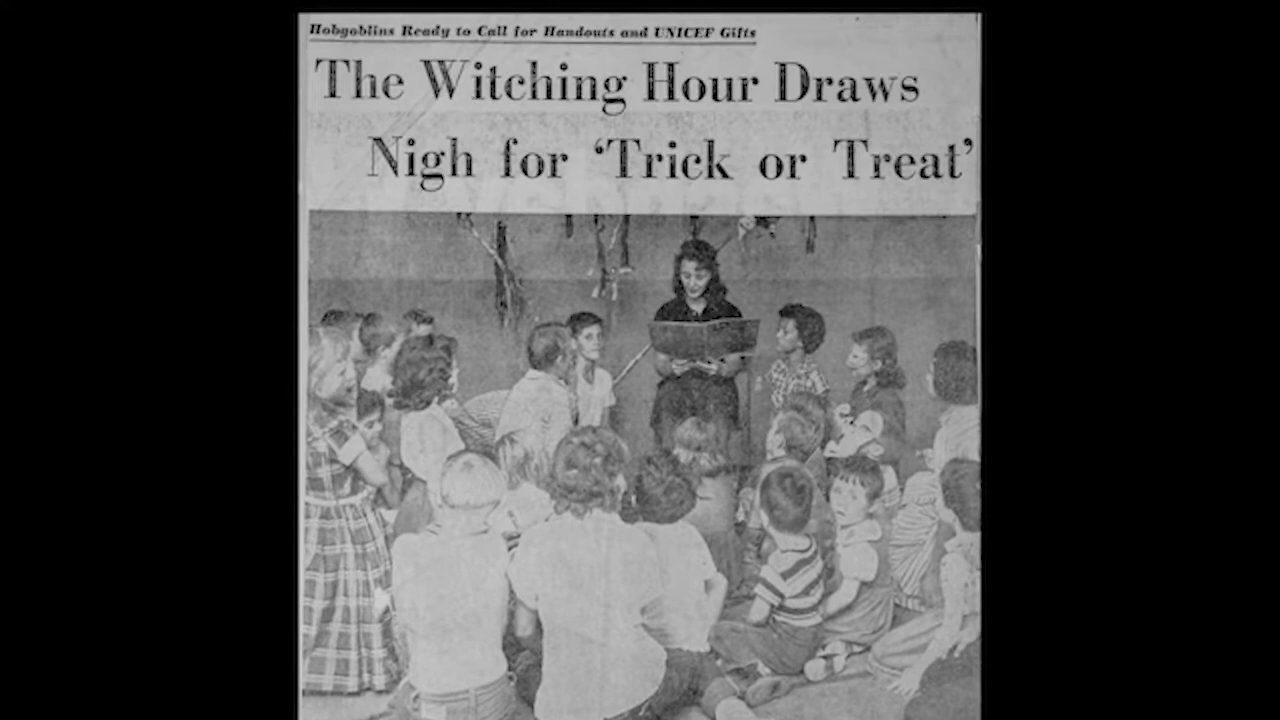 Hobgoblins Ready to Call for Handouts and UNICEF Gifts
The Witching Hour Draws
Nigh for ‘Trick or Treat’